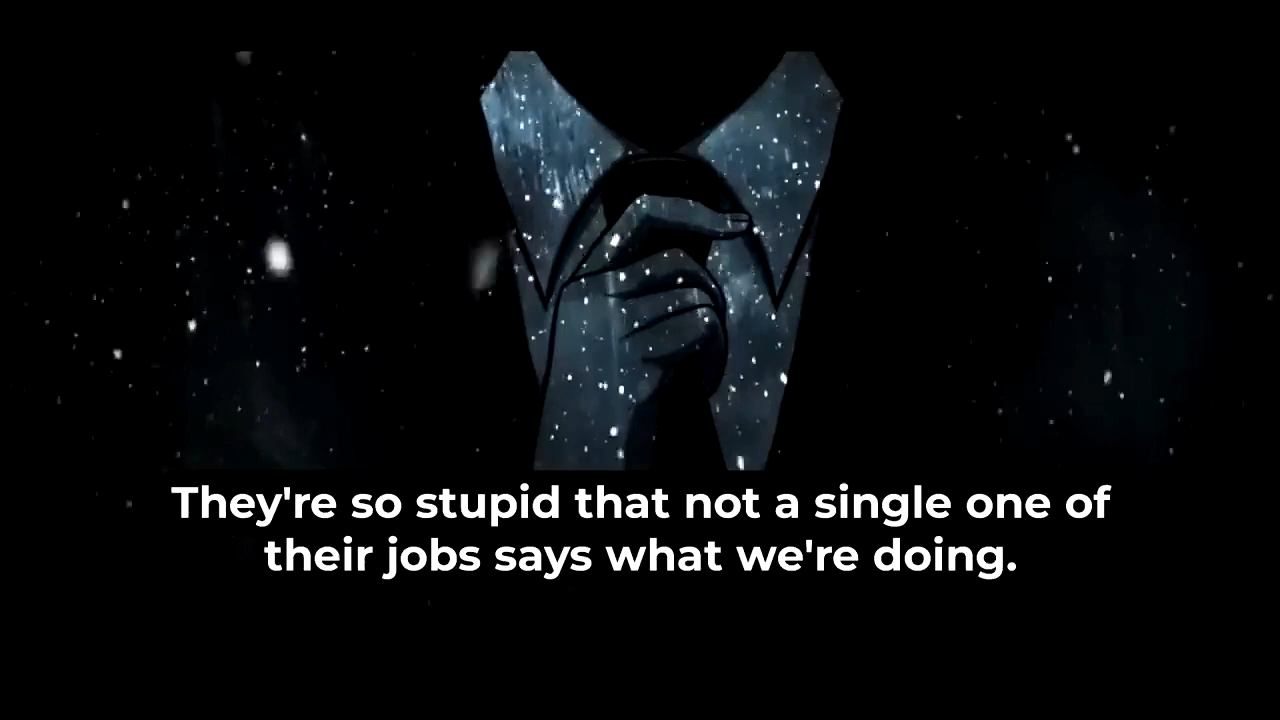 They're so stupid that not a single one of
their jobs says what we're doing.